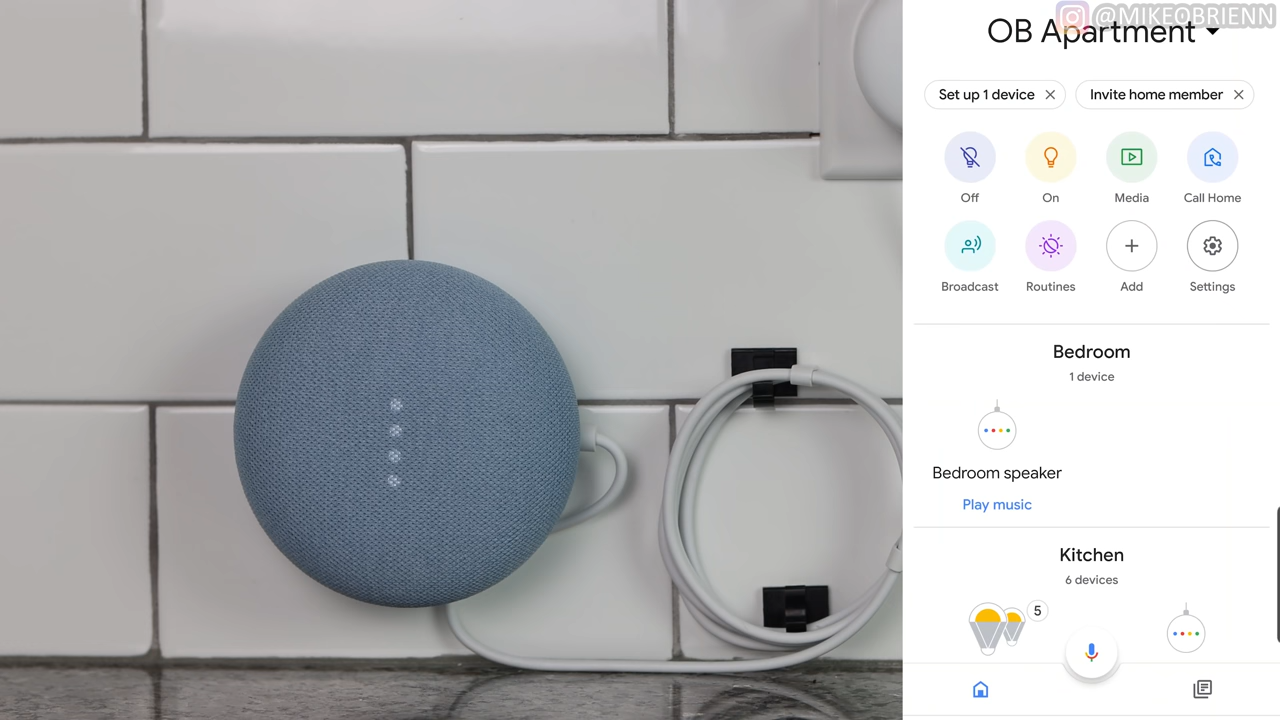 @MIKEOBRIENN
OB Apartment
Set up 1 device
Invite home member
Off
On
Media
Call Home
Broadcast
Routines
Add
Settings
Bedroom
1 device
Bedroom speaker
Play music
Kitchen
6 devices
5